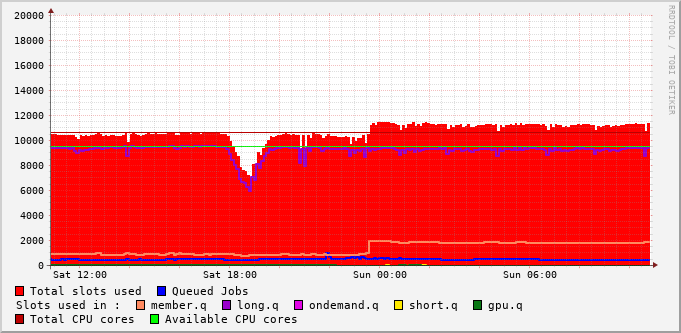 RRDTOOL / TOBI OETIKER
20000
18000
16000
14000
12000
10000
8000
6000
4000
2000
0
Sat 12:00 Sat 18:00 Sun 00:00 Sun 06:00
Total slots used Queued Jobs
Slots used in : member.q long.q ondemand.q short.q gpu.q
Total CPU cores Available CPU cores